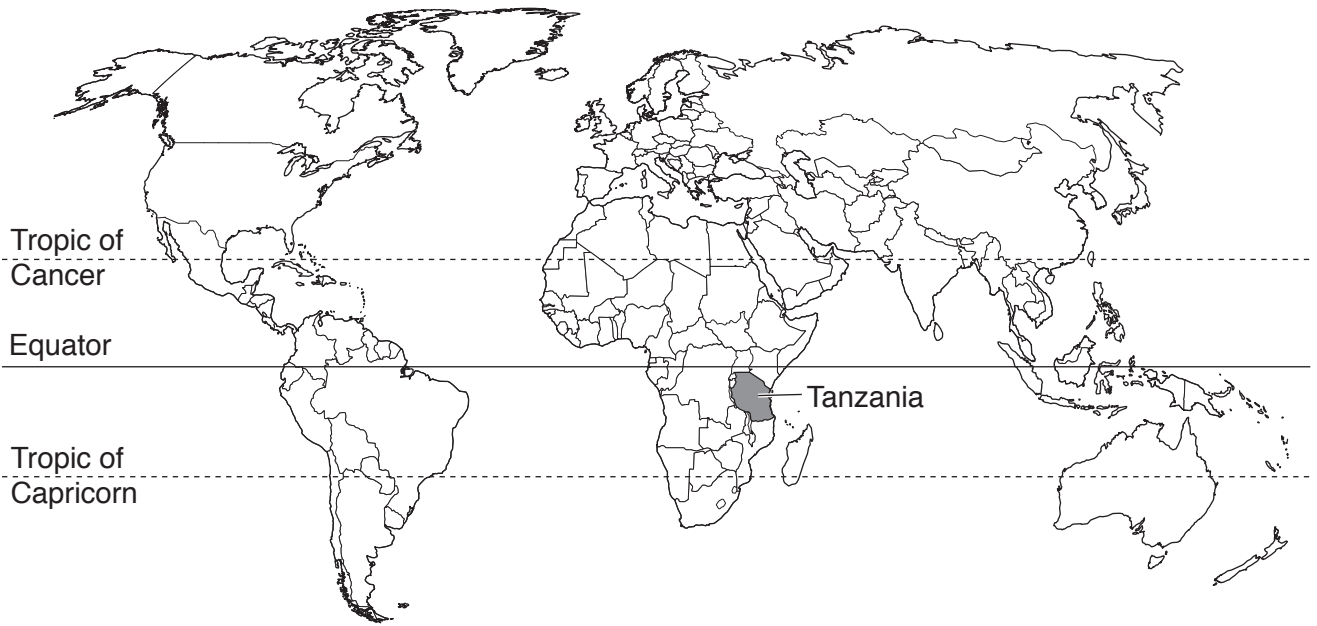 Tropic of
Cancer
Equator
Tanzania
Tropic of
Capricorn